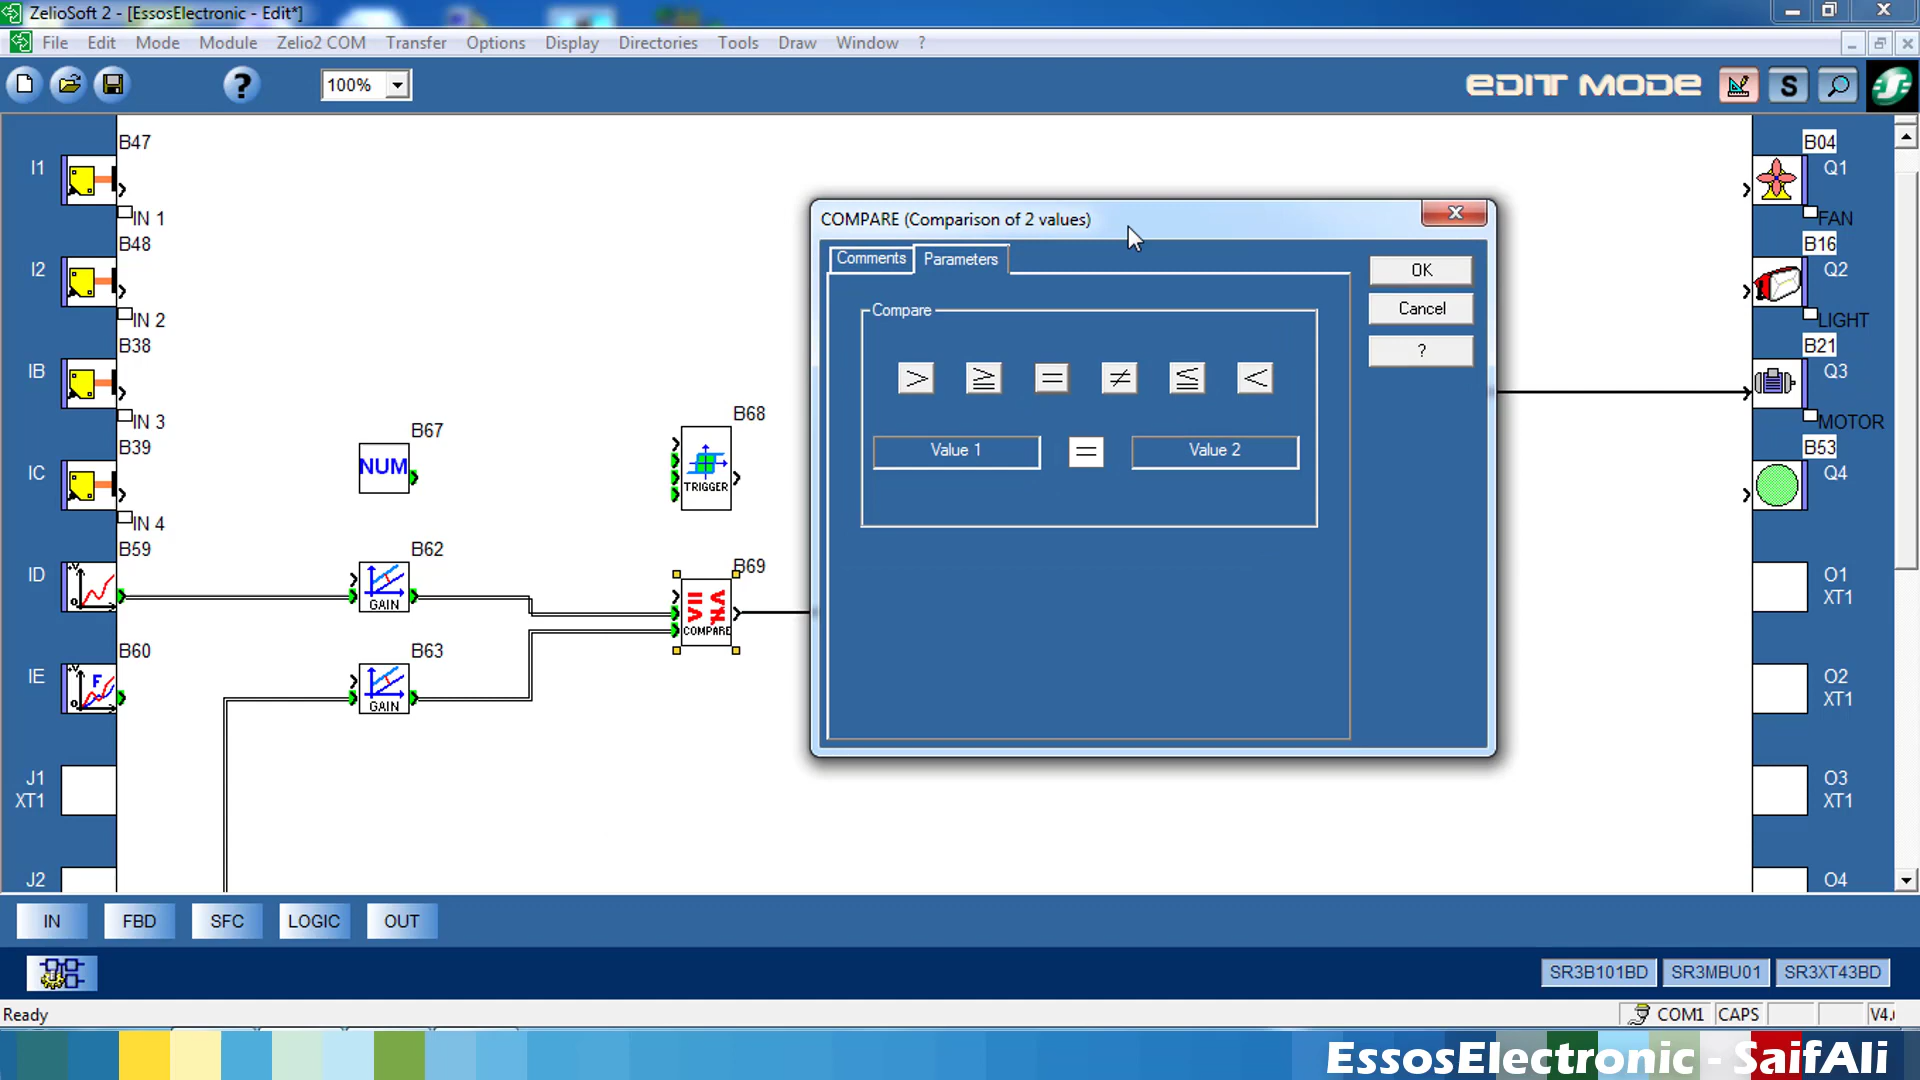 ZelioSoft 2 - [EssosElectronic - Edit*]
File Edit Mode Module Zelio2 COM Transfer Options Display Directories Tools Draw Window ?
? 100% EDIT MODE S
B47
I1
IN 1
B48
I2
IN 2
B38
IB
IN 3
B39
IC
IN 4
B59
ID
B60
IE
F
J1
XT1
J2
B67
NUM
B62
GAIN
B63
GAIN
B68
TRIGGER
B69
COMPARE
COMPARE (Comparison of 2 values)
Comments Parameters
OK
Cancel
?
Compare
> ≧ = ≠ ≦ <
Value 1 = Value 2
B04
Q1
FAN
B16
Q2
LIGHT
B21
Q3
MOTOR
B53
Q4
O1
XT1
O2
XT1
O3
XT1
O4
IN FBD SFC LOGIC OUT
SR3B101BD SR3MBU01 SR3XT43BD
Ready COM1 CAPS V4.
EssosElectronic - SaifAli